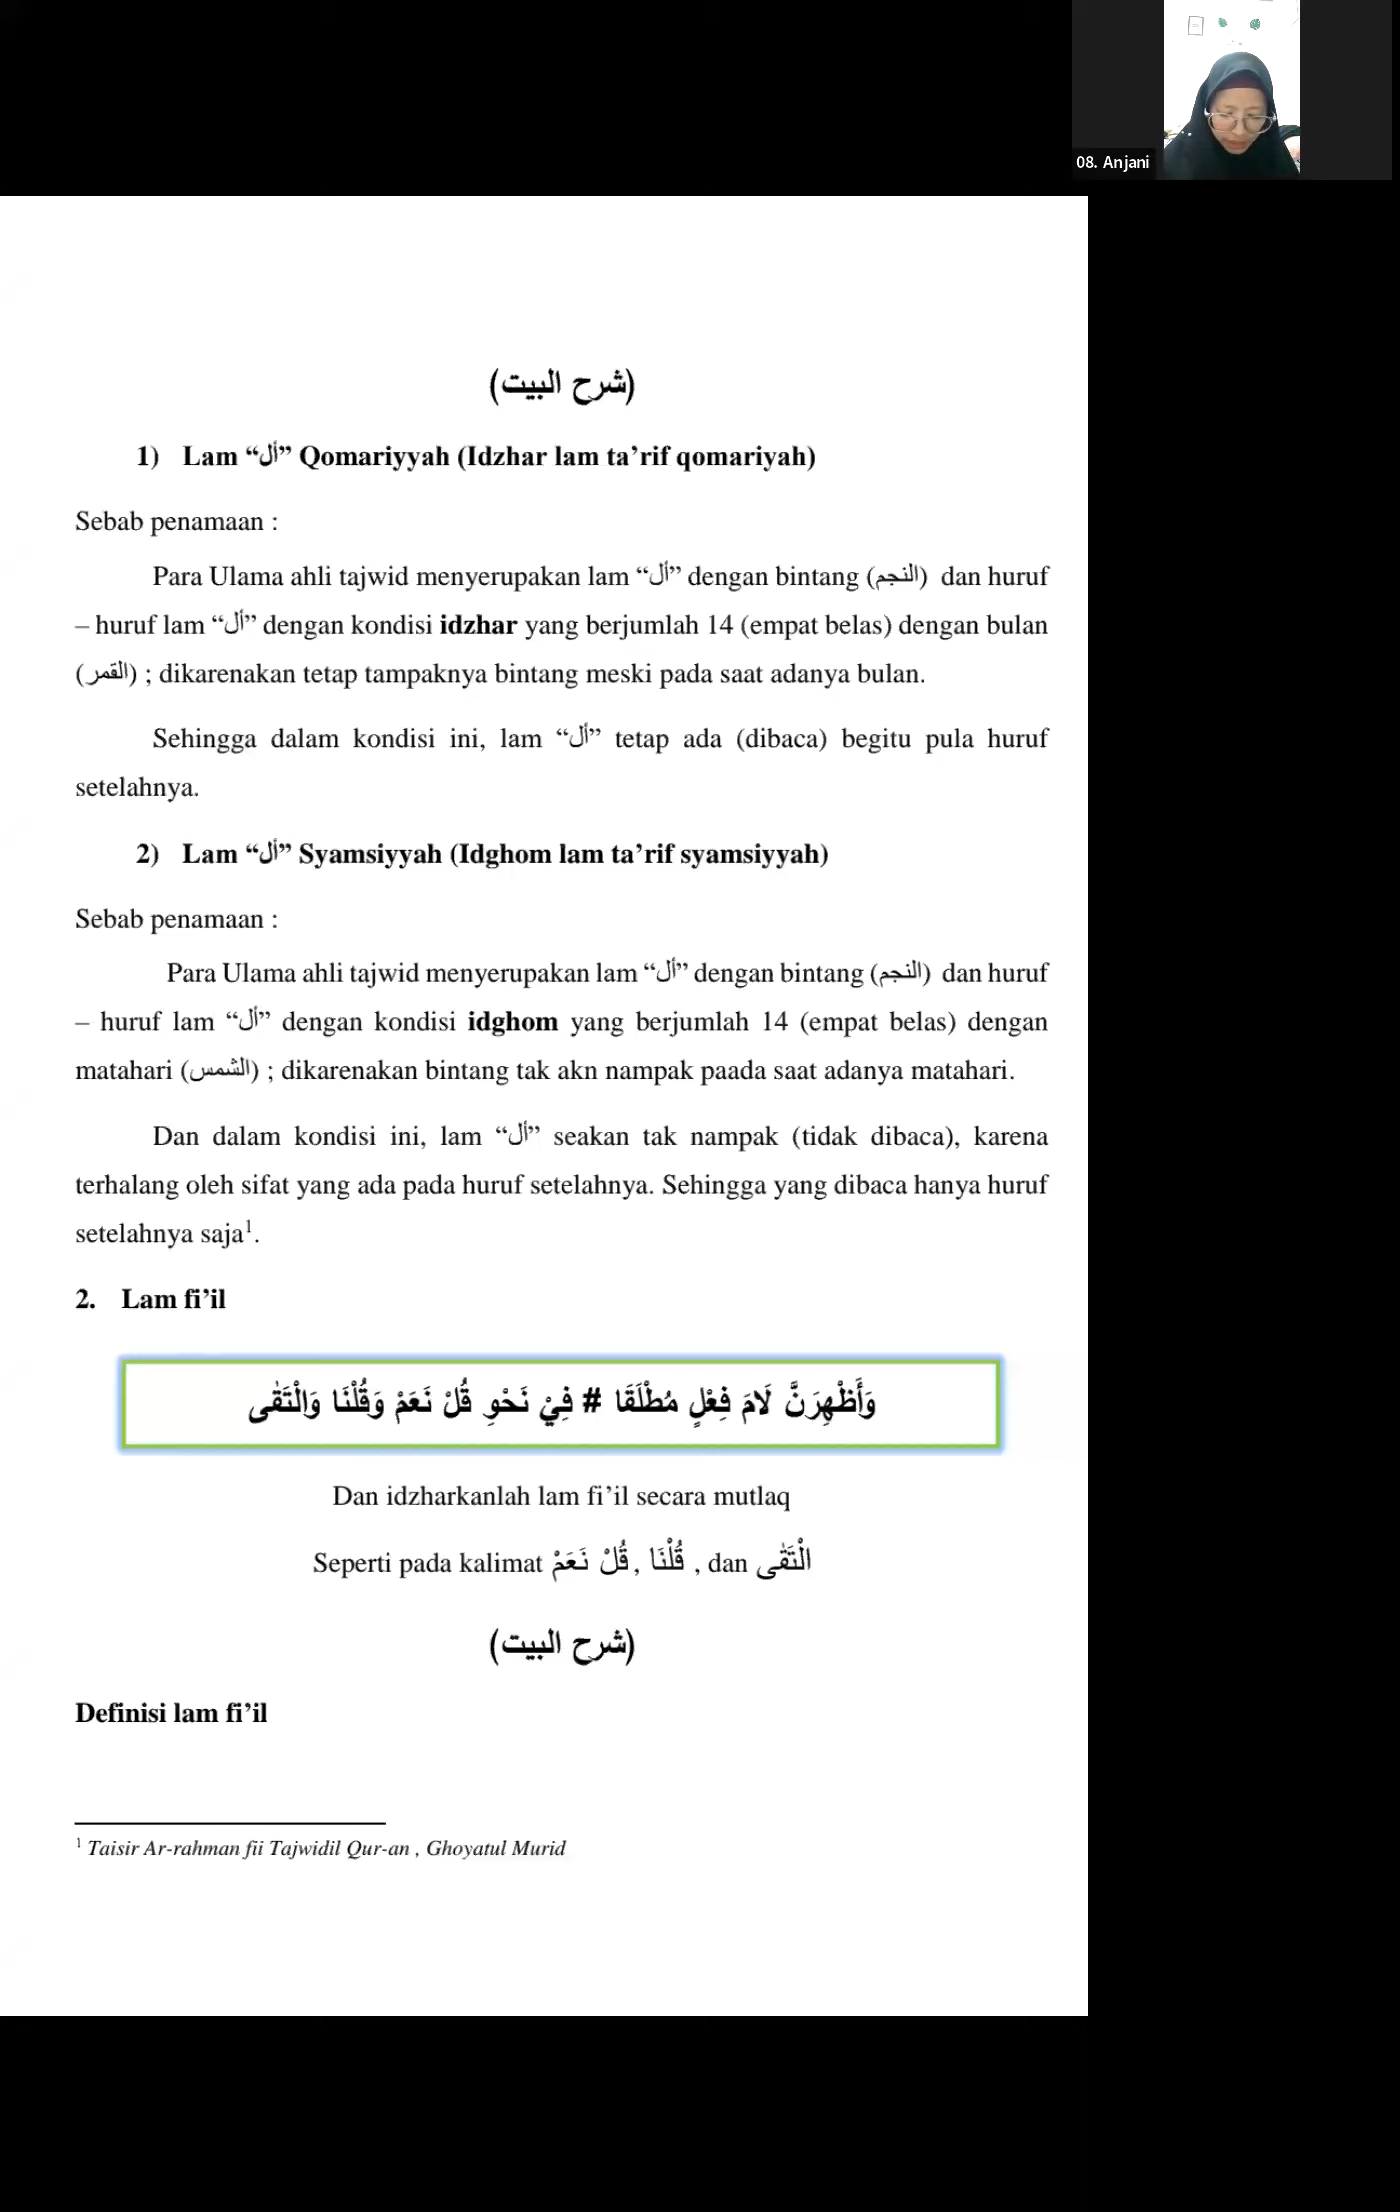 08. Anjani
(شرح البيت)
1) Lam “أل” Qomariyyah (Idzhar lam ta’rif qomariyah)
Sebab penamaan :
Para Ulama ahli tajwid menyerupakan lam “أل” dengan bintang (النجم) dan huruf
– huruf lam “أل” dengan kondisi idzhar yang berjumlah 14 (empat belas) dengan bulan
(القمر) ; dikarenakan tetap tampaknya bintang meski pada saat adanya bulan.
Sehingga dalam kondisi ini, lam “أل” tetap ada (dibaca) begitu pula huruf
setelahnya.
2) Lam “أل” Syamsiyyah (Idghom lam ta’rif syamsiyyah)
Sebab penamaan :
Para Ulama ahli tajwid menyerupakan lam “أل” dengan bintang (النجم) dan huruf
– huruf lam “أل” dengan kondisi idghom yang berjumlah 14 (empat belas) dengan
matahari (الشمس) ; dikarenakan bintang tak akn nampak paada saat adanya matahari.
Dan dalam kondisi ini, lam “أل” seakan tak nampak (tidak dibaca), karena
terhalang oleh sifat yang ada pada huruf setelahnya. Sehingga yang dibaca hanya huruf
setelahnya saja¹.
2. Lam fi’il
وَأَظْهِرَنَّ لَامَ فِعْلٍ مُطْلَقَا # فِيْ نَحْوِ قُلْ نَعَمْ وَقُلْنَا وَالْتَقٰى
Dan idzharkanlah lam fi’il secara mutlaq
Seperti pada kalimat قُلْ نَعَمْ , قُلْنَا , dan الْتَقٰى
(شرح البيت)
Definisi lam fi’il
¹ Taisir Ar-rahman fii Tajwidil Qur-an , Ghoyatul Murid